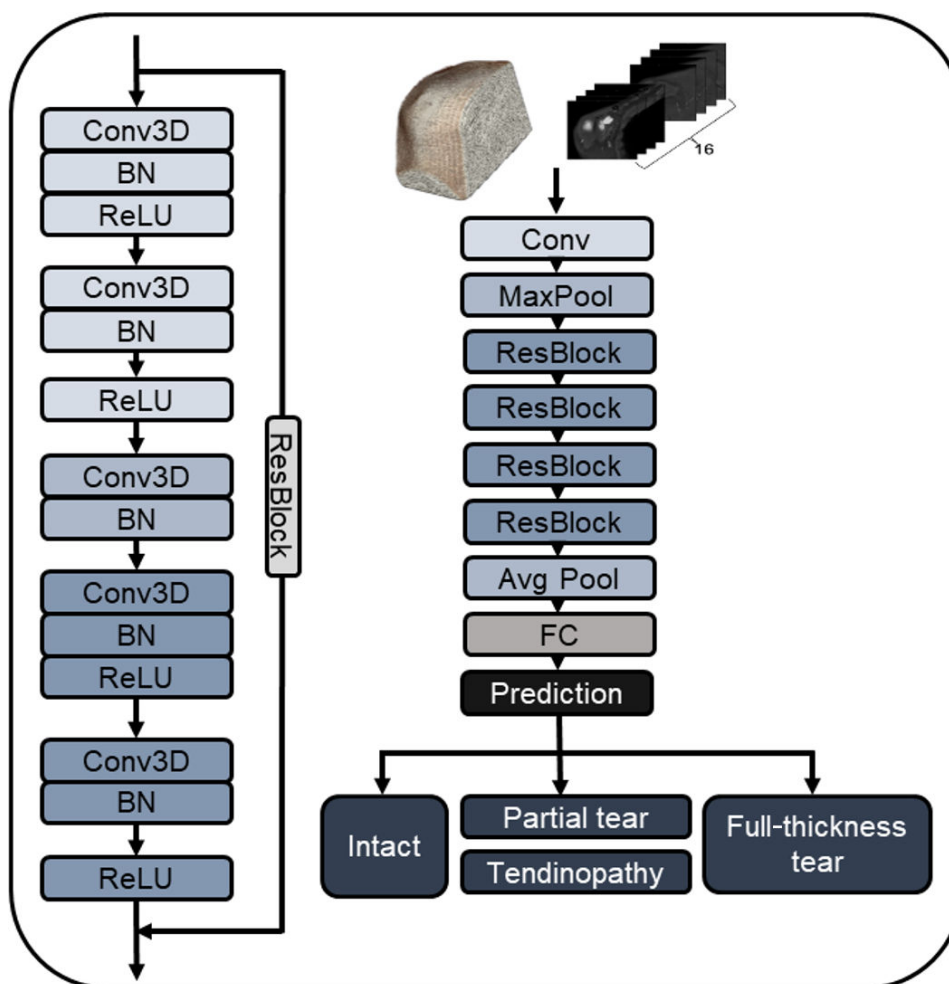 Conv3D
BN
ReLU
Conv3D
BN
ReLU
Conv3D
BN
Conv3D
BN
ReLU
Conv3D
BN
ReLU
ResBlock
16
Conv
MaxPool
ResBlock
ResBlock
ResBlock
ResBlock
Avg Pool
FC
Prediction
Intact
Partial tear
Tendinopathy
Full-thickness
tear